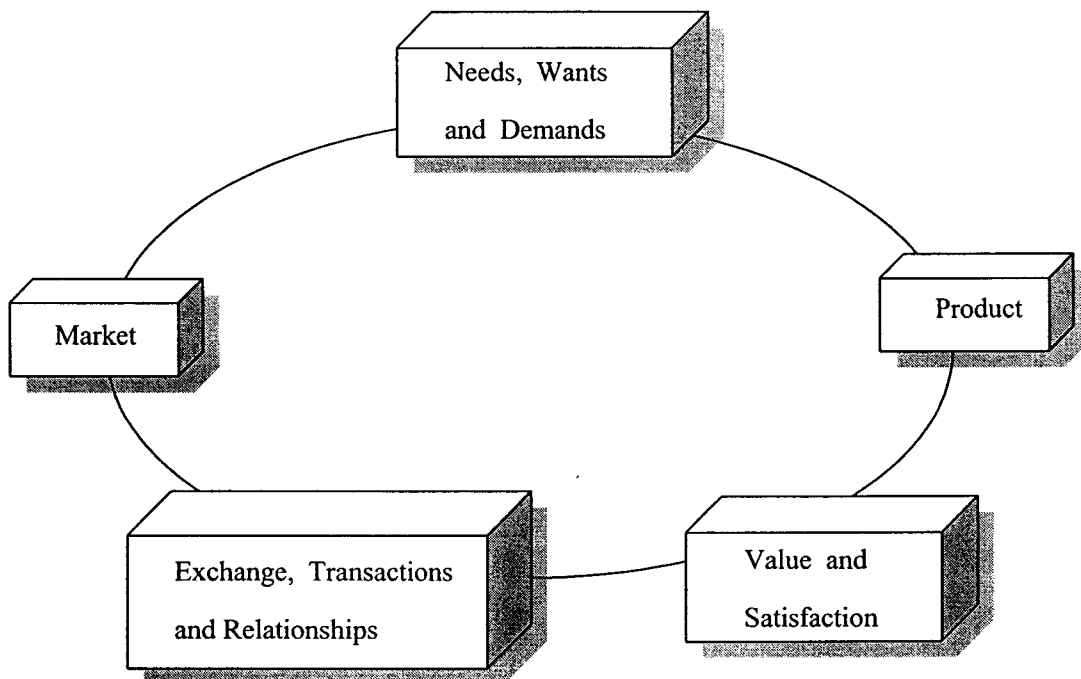 Needs, Wants
and Demands
Market
Product
Exchange, Transactions
and Relationships
Value and
Satisfaction